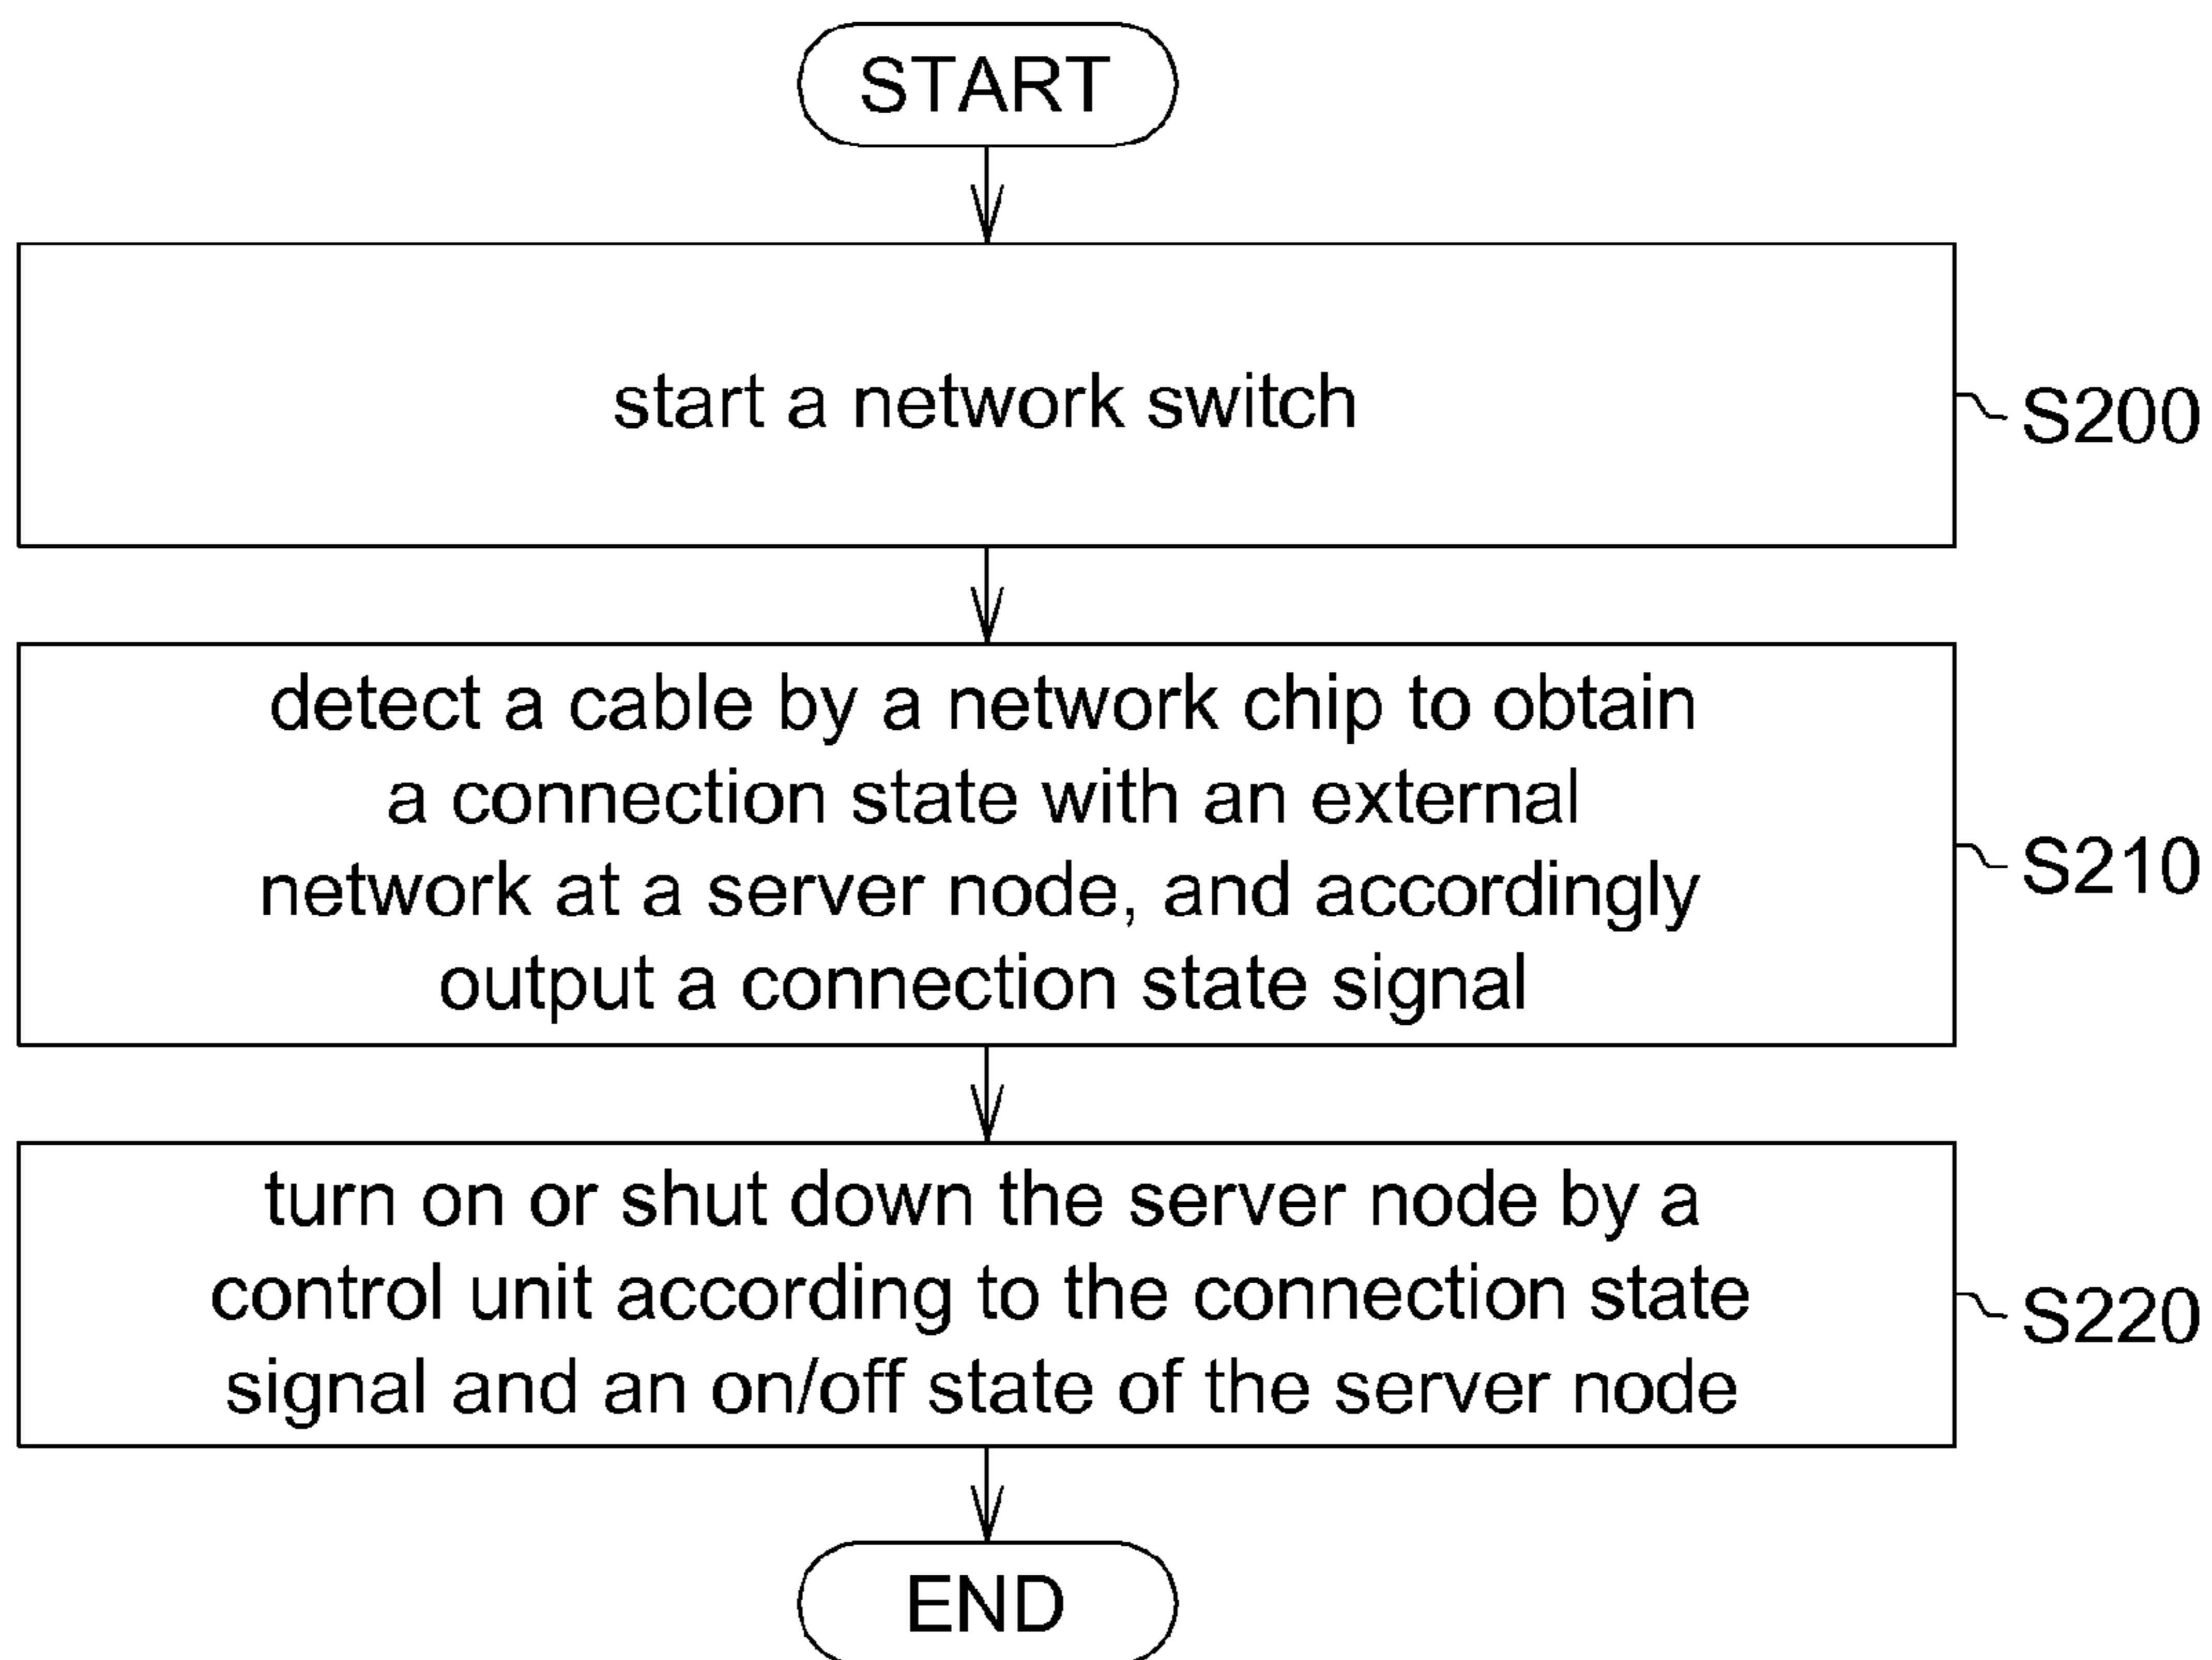 START
start a network switch
S200
detect a cable by a network chip to obtain
a connection state with an external
network at a server node, and accordingly
output a connection state signal
S210
turn on or shut down the server node by a
control unit according to the connection state
signal and an on/off state of the server node
S220
END